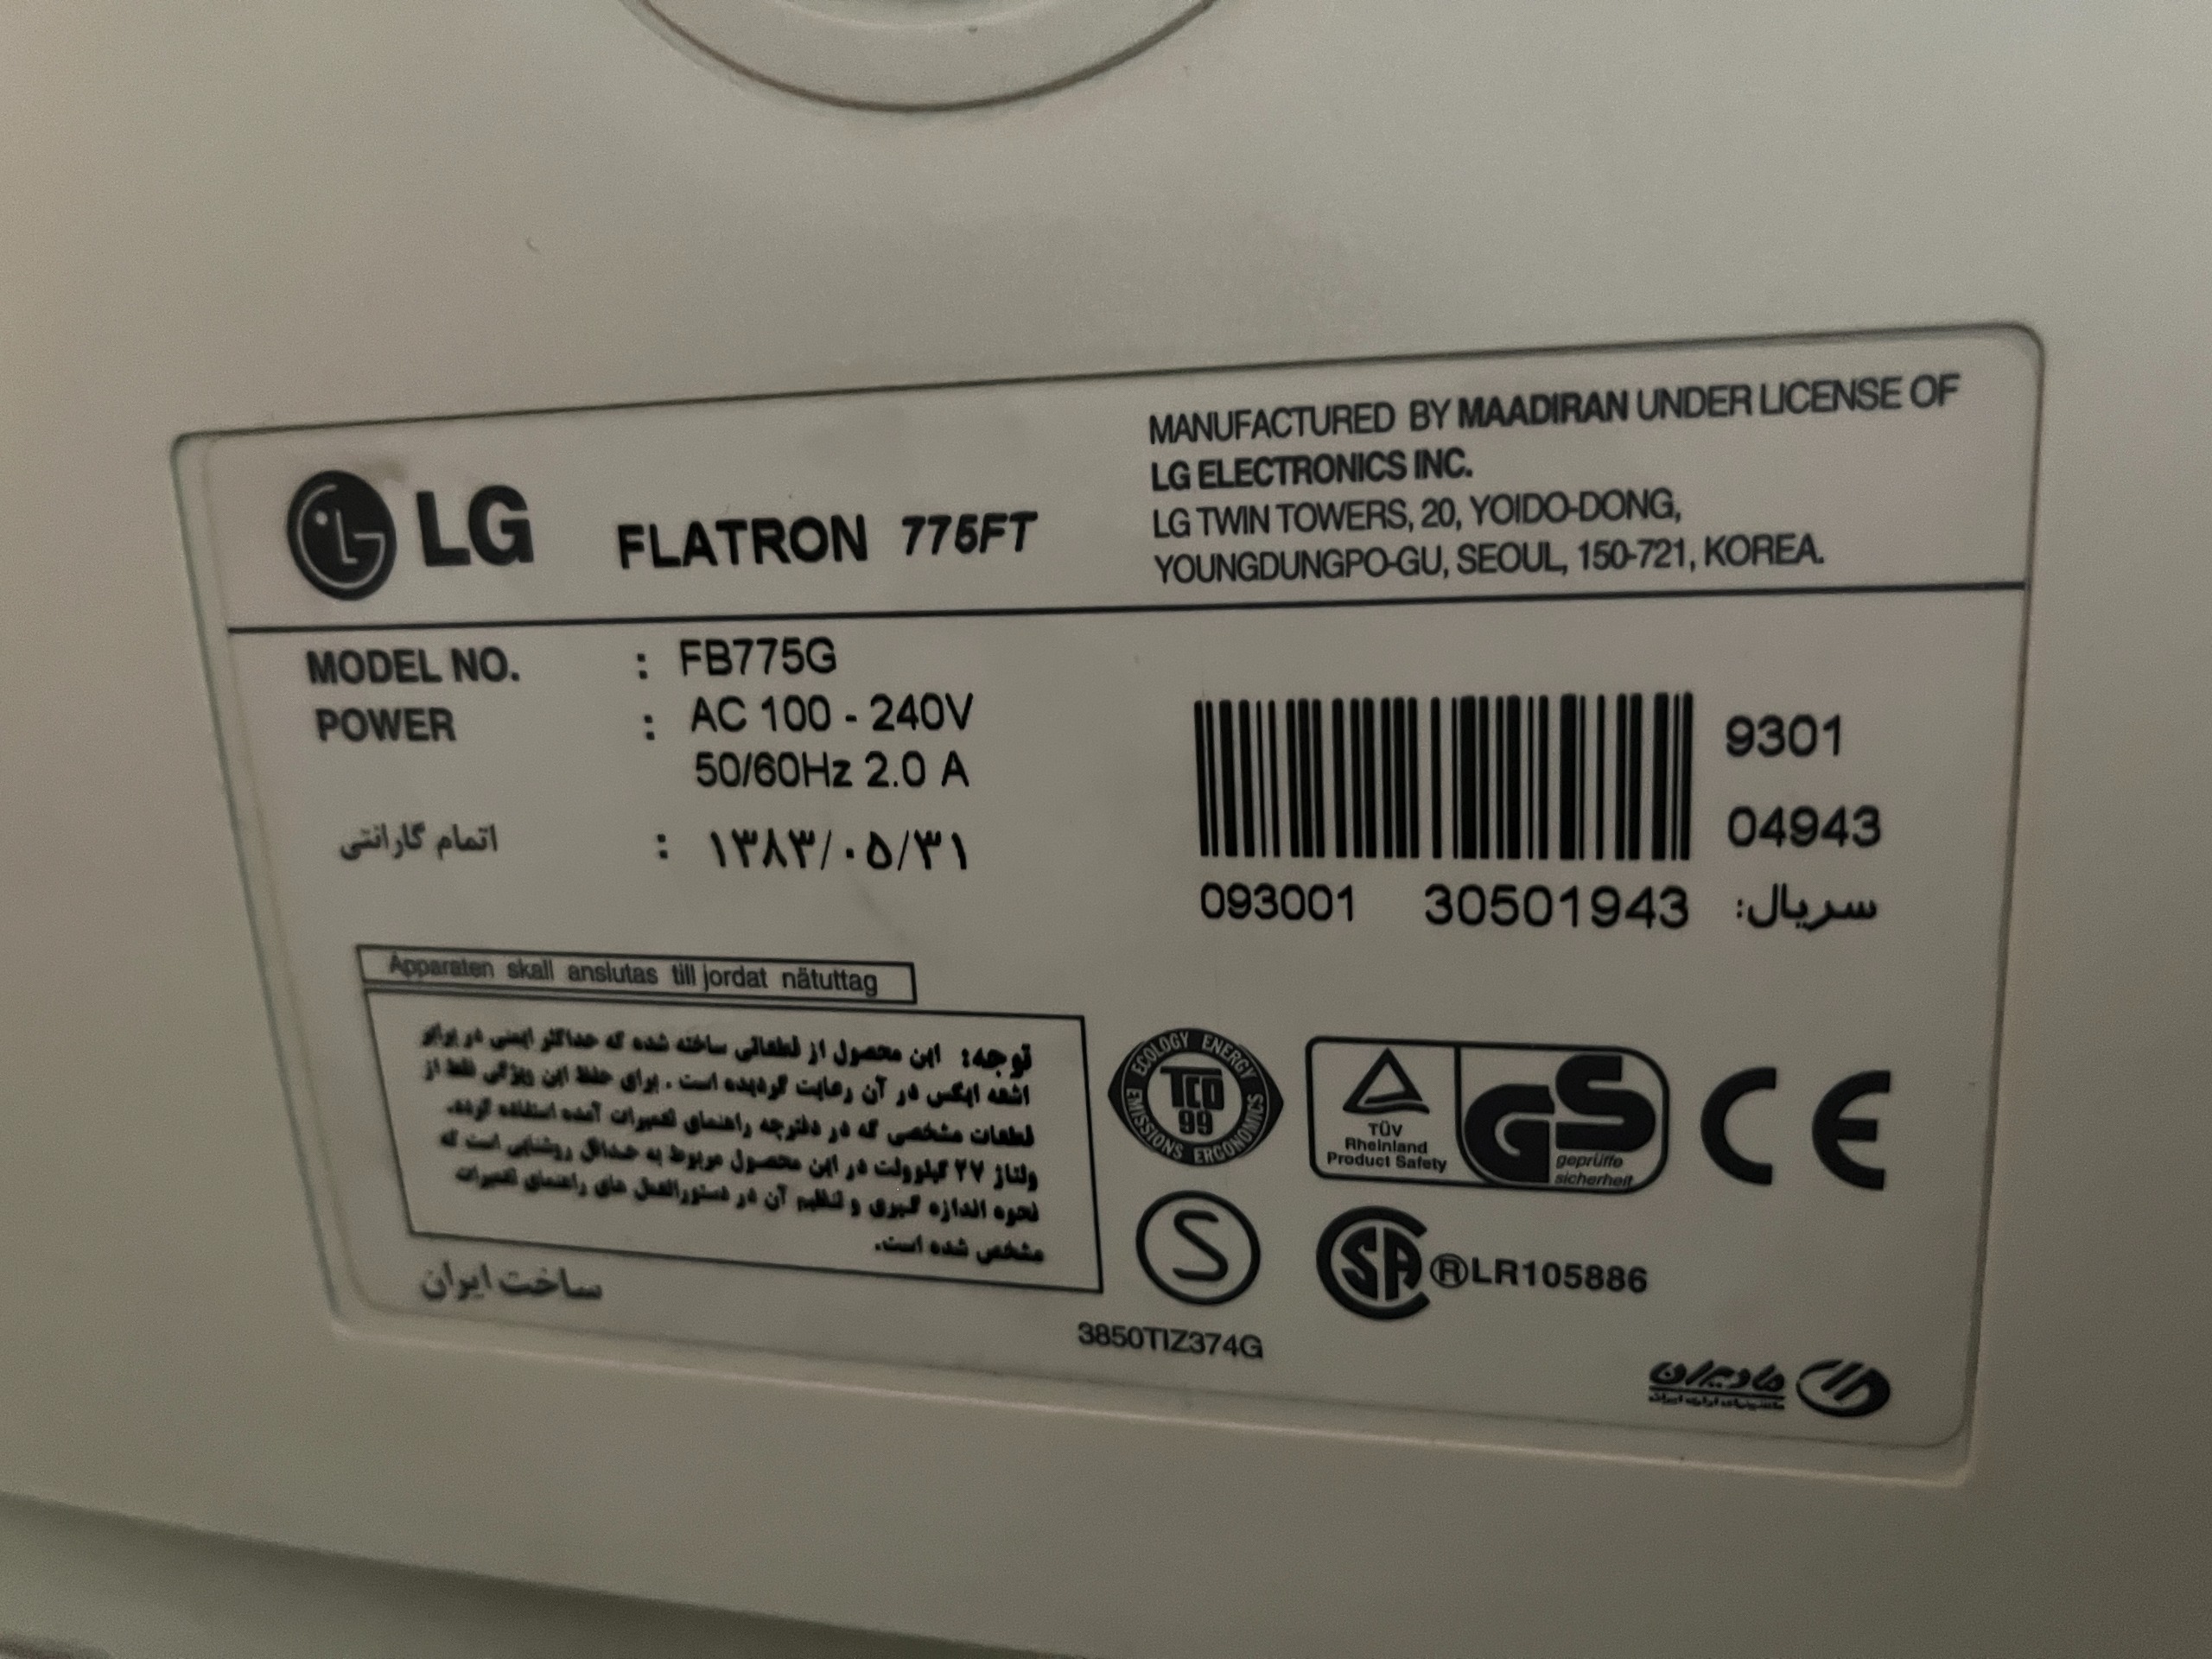 LG FLATRON 775FT
MANUFACTURED BY MAADIRAN UNDER LICENSE OF
LG ELECTRONICS INC.
LG TWIN TOWERS, 20, YOIDO-DONG,
YOUNGDUNGPO-GU, SEOUL, 150-721, KOREA.
MODEL NO. : FB775G
POWER : AC 100 - 240V
50/60Hz 2.0 A
اتمام گارانتی : ۱۳۸۳/۰۵/۳۱
9301
04943
093001 30501943 سریال:
Apparaten skall anslutas till jordat nätuttag
توجه: این محصول از قطعاتی ساخته شده که حداکثر ایمنی در برابر
اشعه ایکس در آن رعایت گردیده است . برای حفظ این ویژگی فقط از
قطعات مشخصی که در دفترچه راهنمای تعمیرات آمده استفاده گردد.
ولتاژ ۲۷ کیلوولت در این محصول مربوط به حداقل روشنایی است که
نحوه اندازه گیری و تنظیم آن در دستورالعمل های راهنمای تعمیرات
مشخص شده است.
ساخت ایران
ECOLOGY ENERGY
TCO
99
EMISSIONS ERGONOMICS
TÜV
Rheinland
Product Safety
GS
geprüfte
sicherheit
CE
S
SA ®LR105886
3850TIZ374G
مادیران
ماشینهای اداری ایران